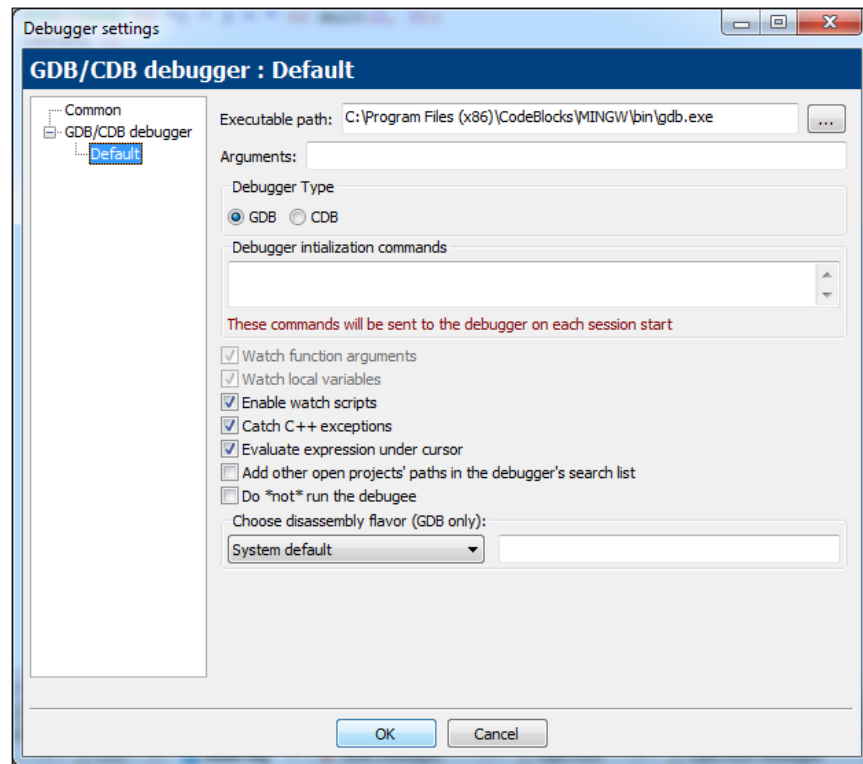 Debugger settings
GDB/CDB debugger : Default
Common
GDB/CDB debugger
Default
Executable path: C:\Program Files (x86)\CodeBlocks\MINGW\bin\gdb.exe ...
Arguments:
Debugger Type
GDB CDB
Debugger intialization commands
These commands will be sent to the debugger on each session start
Watch function arguments
Watch local variables
Enable watch scripts
Catch C++ exceptions
Evaluate expression under cursor
Add other open projects' paths in the debugger's search list
Do *not* run the debugee
Choose disassembly flavor (GDB only):
System default
OK Cancel